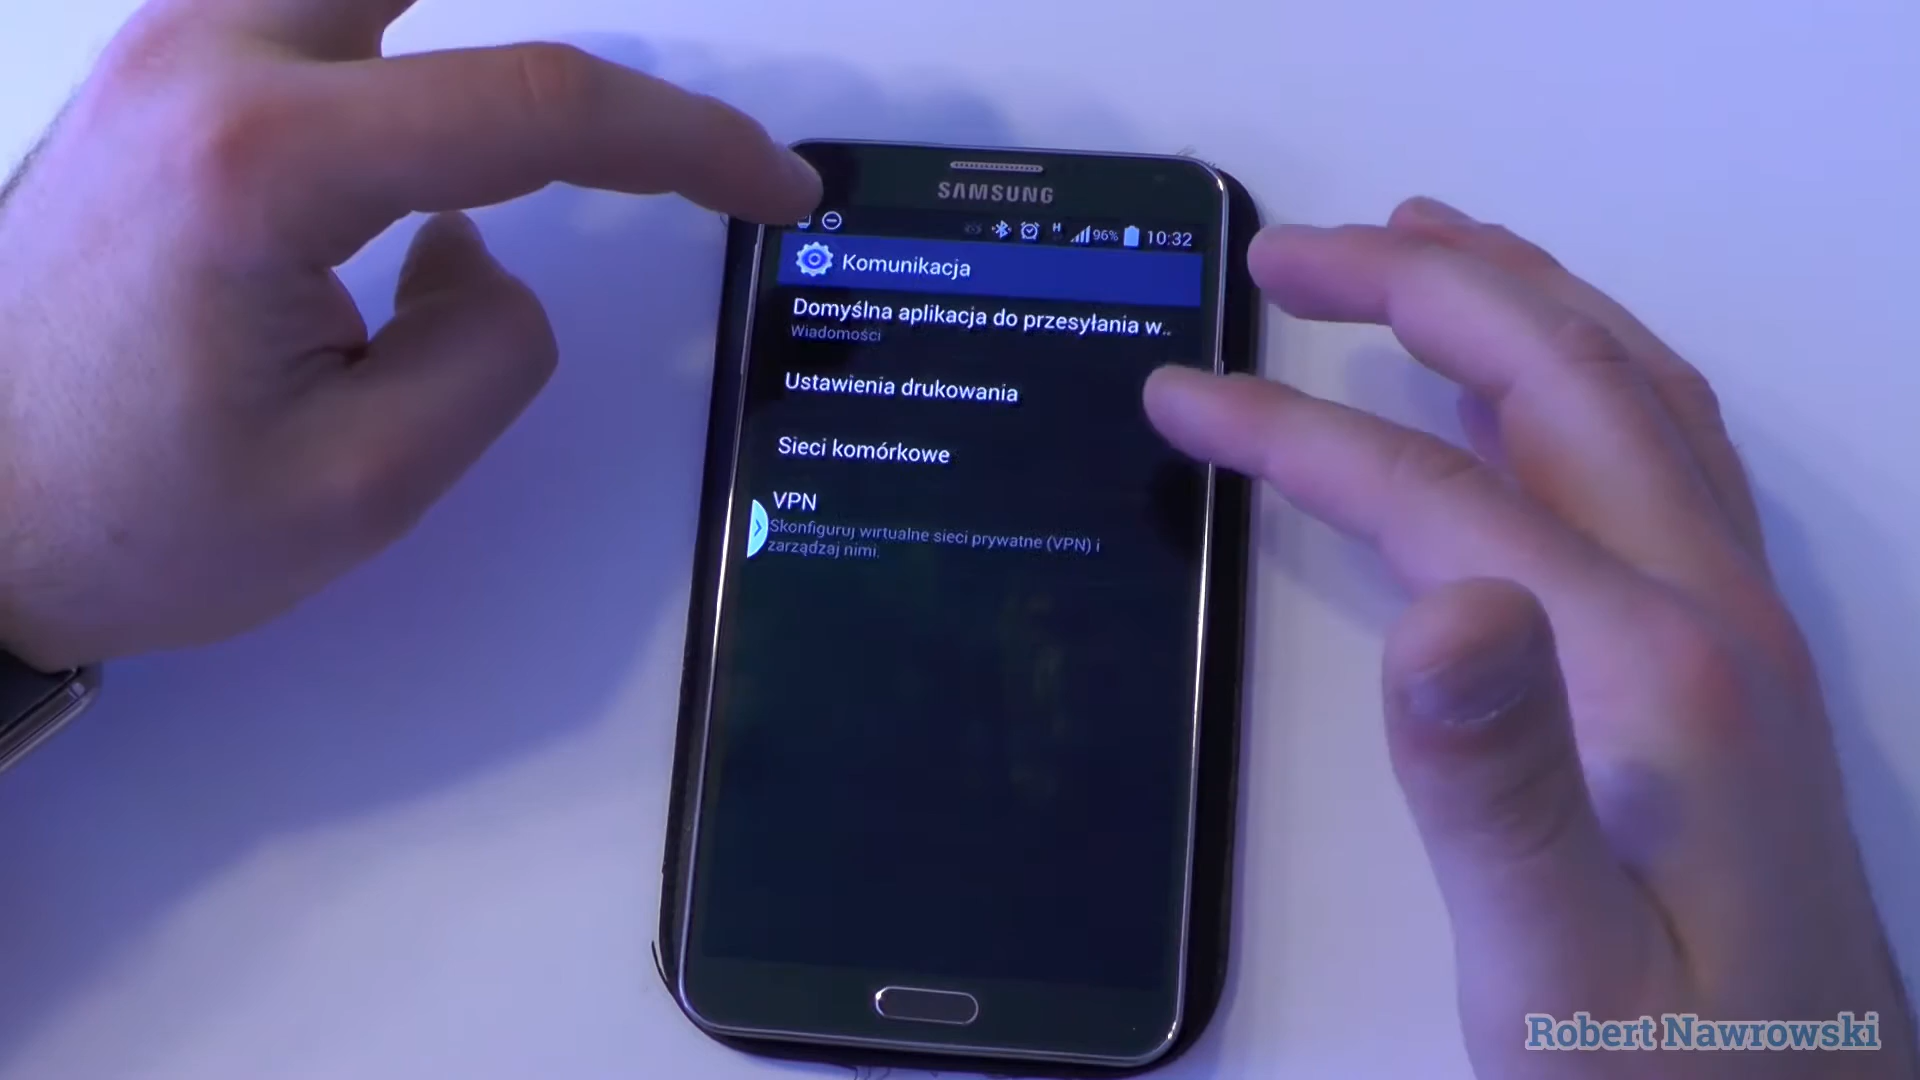 SAMSUNG
H 96% 10:32
Komunikacja
Domyślna aplikacja do przesyłania w..
Wiadomości
Ustawienia drukowania
Sieci komórkowe
VPN
Skonfiguruj wirtualne sieci prywatne (VPN) i
zarządzaj nimi.
Robert Nawrowski